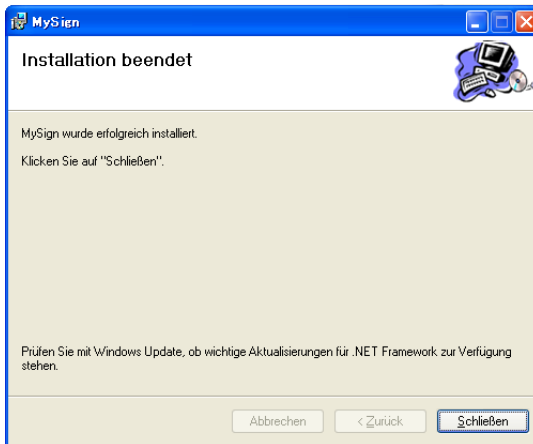 MySign
Installation beendet
MySign wurde erfolgreich installiert.
Klicken Sie auf "Schließen".
Prüfen Sie mit Windows Update, ob wichtige Aktualisierungen für .NET Framework zur Verfügung
stehen.
Abbrechen < Zurück Schließen